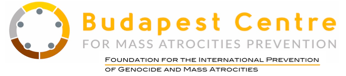 Budapest Centre
FOR MASS ATROCITIES PREVENTION
Foundation for the International Prevention
of Genocide and Mass Atrocities